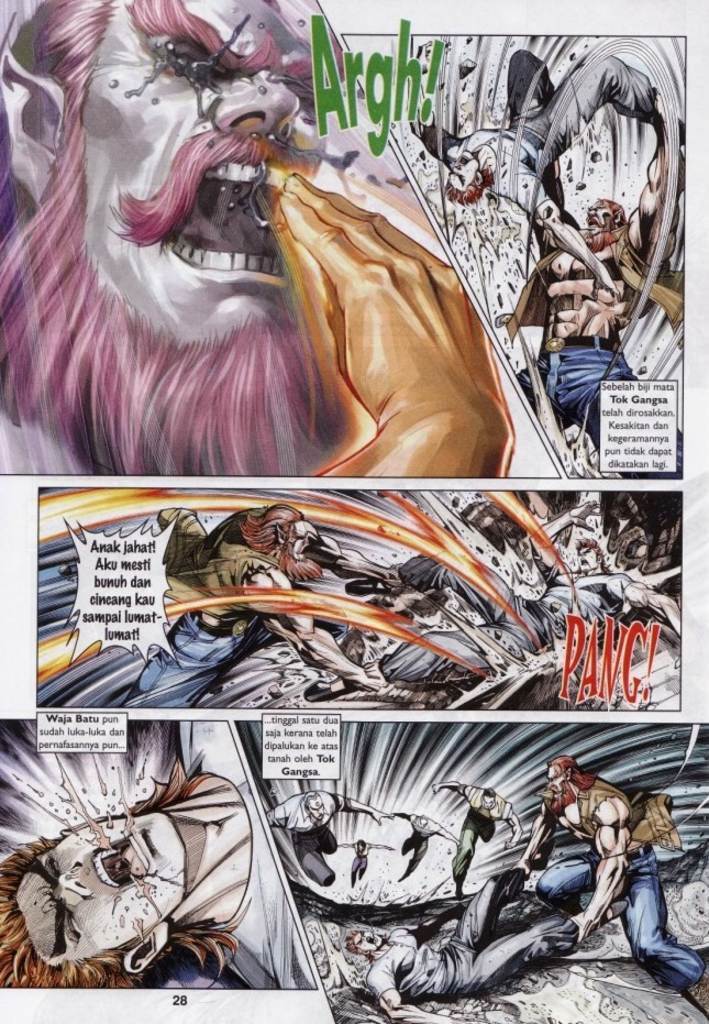 Argh!
Sebelah biji mata
Tok Gangsa
telah dirosakkan.
Kesakitan dan
kegeramannya
pun tidak dapat
dikatakan lagi.
Anak jahat!
Aku mesti
bunuh dan
cincang kau
sampai lumat-
lumat!
PANG!
Waja Batu pun
sudah luka-luka dan
pernafasannya pun...
...tinggal satu dua
saja kerana telah
dipalukan ke atas
tanah oleh Tok
Gangsa.
28